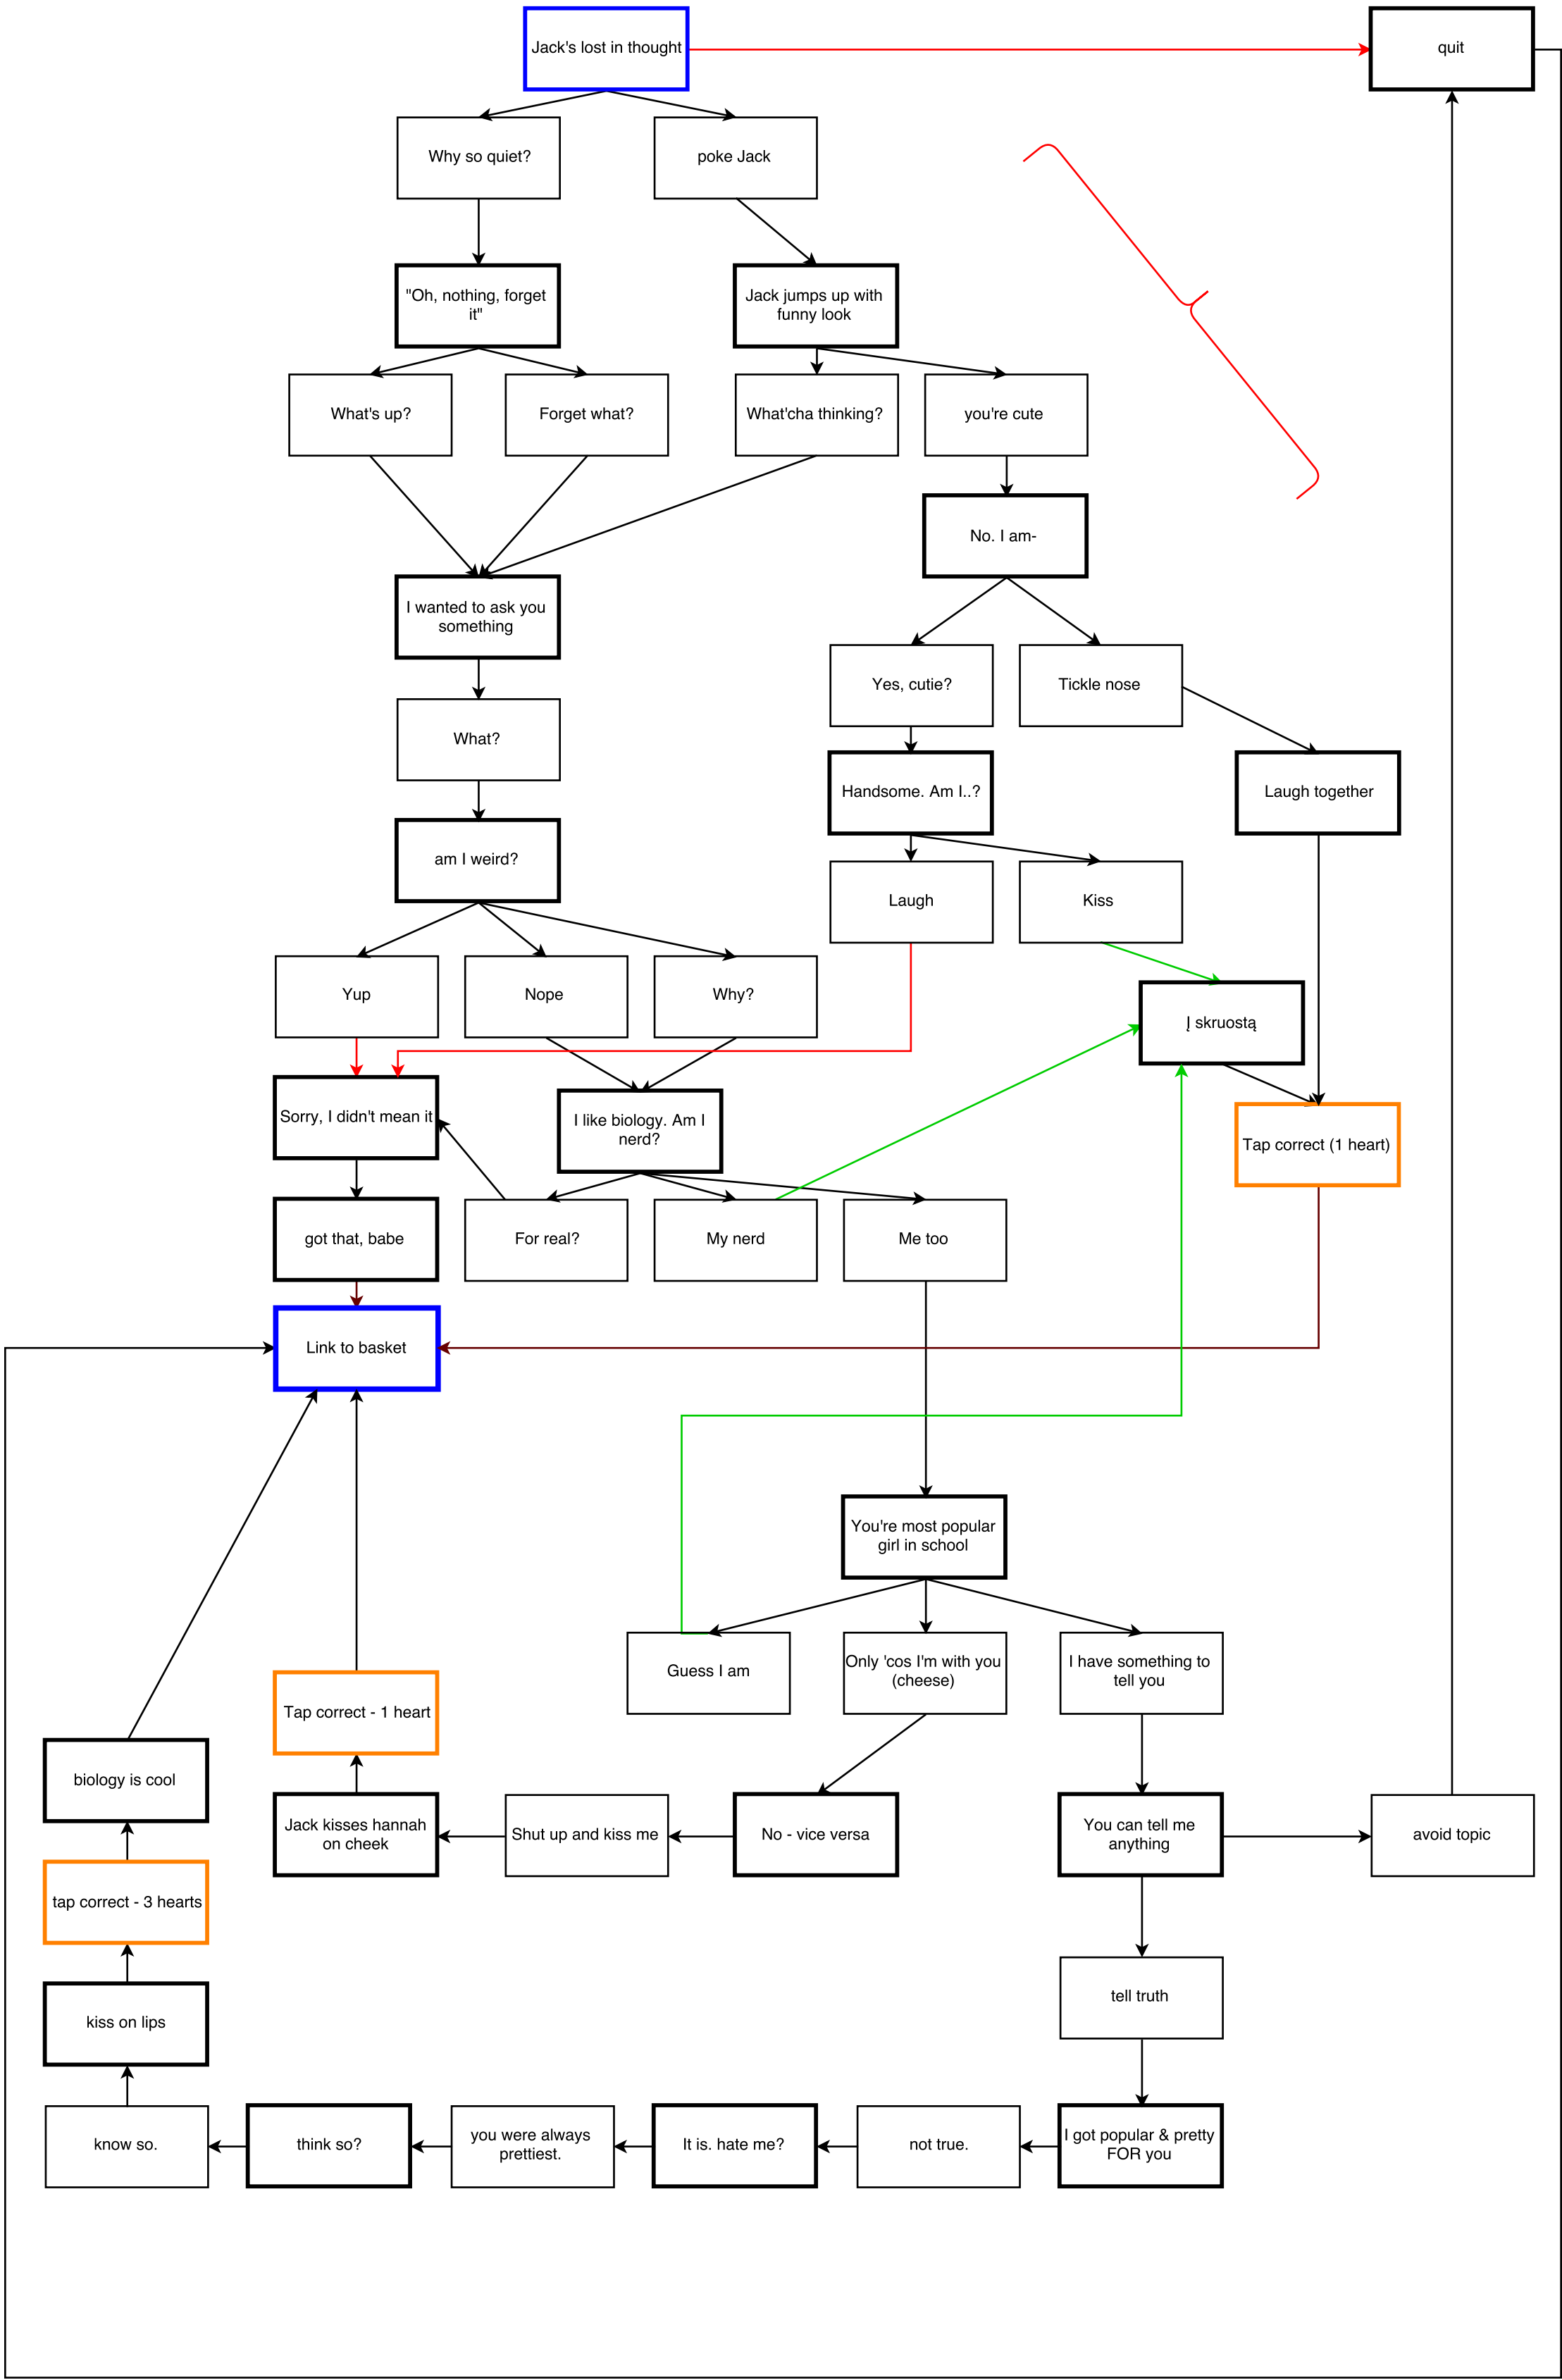 Jack's lost in thought
quit
Why so quiet?
poke Jack
"Oh, nothing, forget
it"
Jack jumps up with
funny look
What's up?
Forget what?
What'cha thinking?
you're cute
No. I am-
I wanted to ask you
something
Yes, cutie?
Tickle nose
What?
Handsome. Am I..?
Laugh together
am I weird?
Laugh
Kiss
Yup
Nope
Why?
Į skruostą
Sorry, I didn't mean it
I like biology. Am I
nerd?
Tap correct (1 heart)
got that, babe
For real?
My nerd
Me too
Link to basket
You're most popular
girl in school
Guess I am
Only 'cos I'm with you
(cheese)
I have something to
tell you
Tap correct - 1 heart
biology is cool
Jack kisses hannah
on cheek
Shut up and kiss me
No - vice versa
You can tell me
anything
avoid topic
tap correct - 3 hearts
tell truth
kiss on lips
know so.
think so?
you were always
prettiest.
It is. hate me?
not true.
I got popular & pretty
FOR you